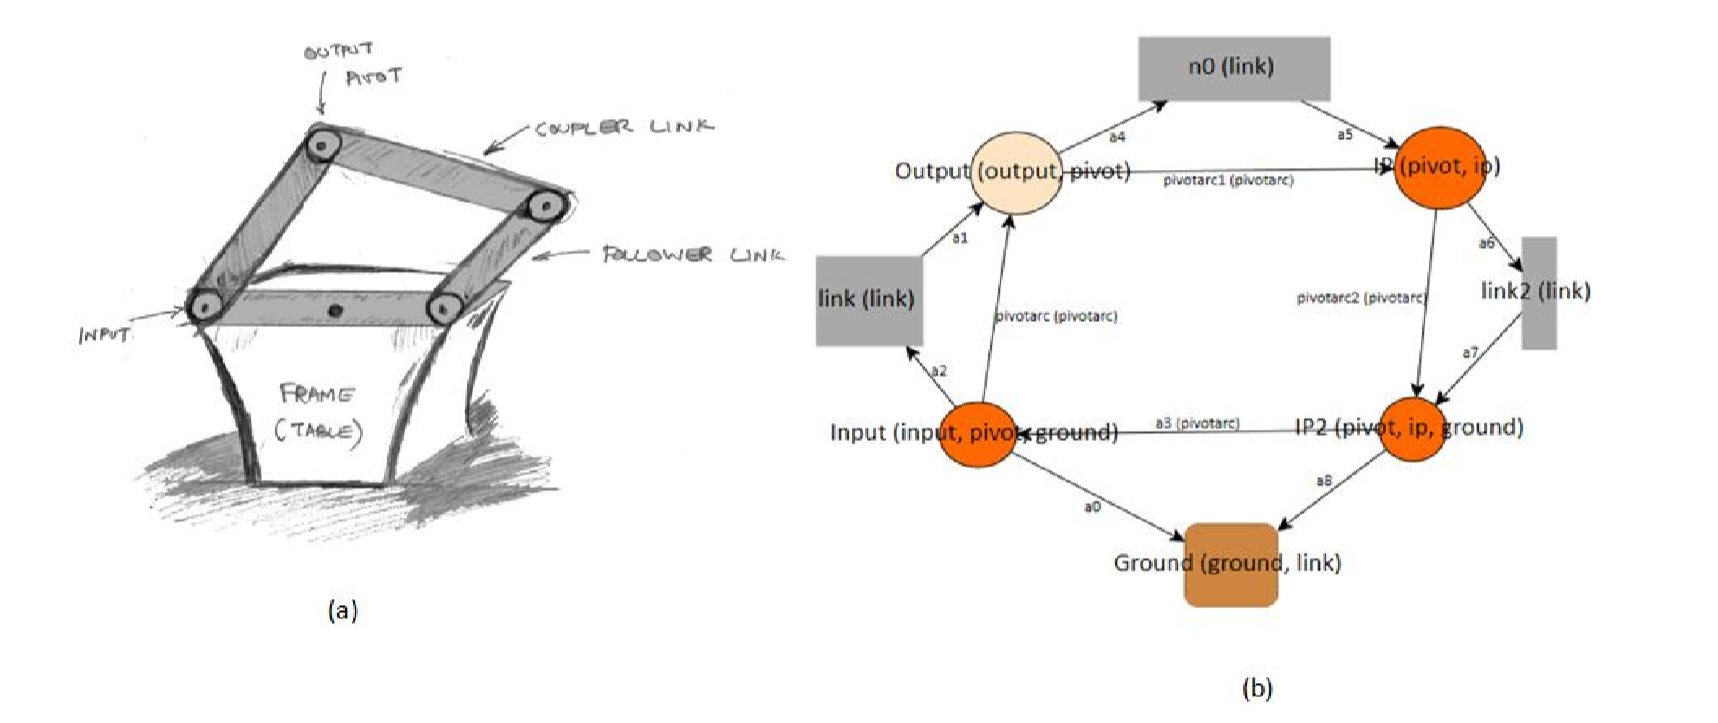 OUTPUT
PIVOT
COUPLER LINK
FOLLOWER LINK
INPUT
FRAME
(TABLE)
(a)
n0 (link)
a4
a5
Output (output, pivot)
IP (pivot, ip)
pivotarc1 (pivotarc)
a1
a6
link (link)
link2 (link)
pivotarc2 (pivotarc)
pivotarc (pivotarc)
a7
a2
Input (input, pivot, ground)
a3 (pivotarc)
IP2 (pivot, ip, ground)
a8
a0
Ground (ground, link)
(b)